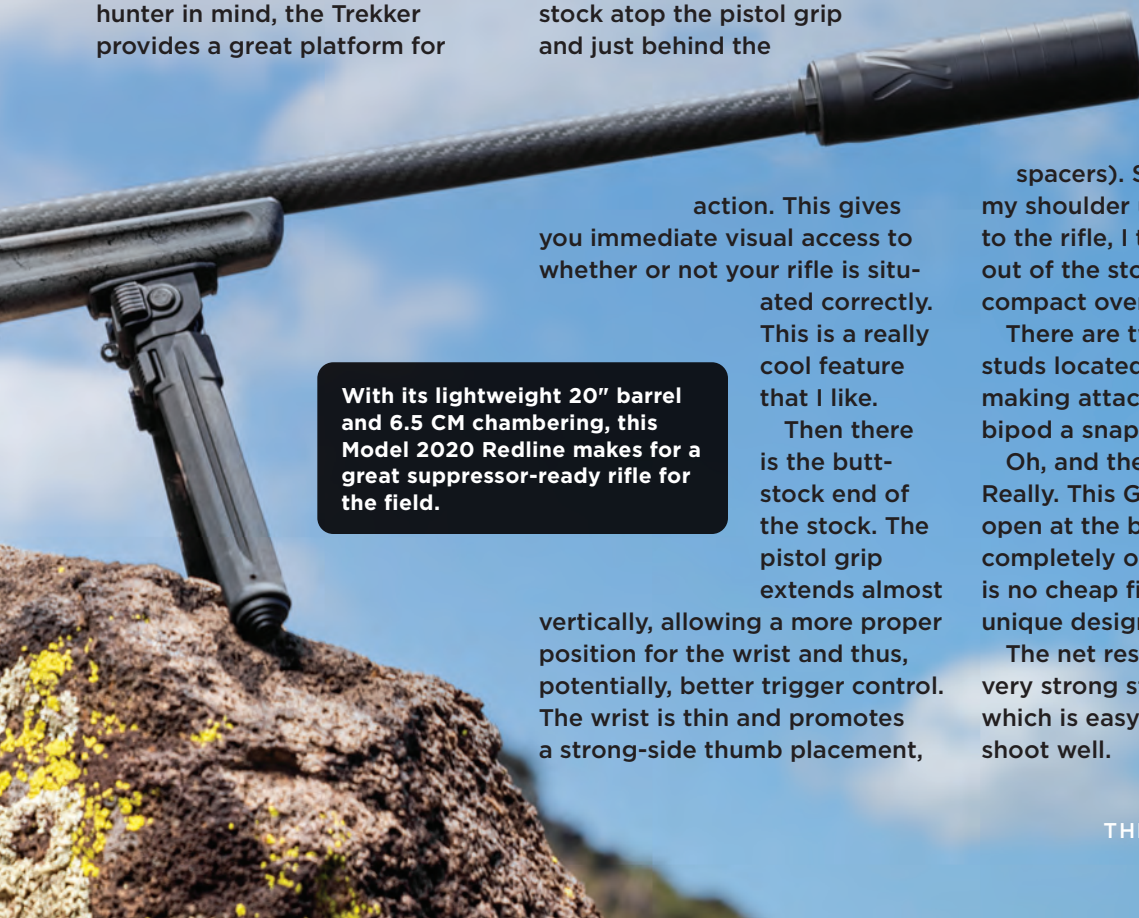 hunter in mind, the Trekker
provides a great platform for
stock atop the pistol grip
and just behind the
action. This gives
you immediate visual access to
whether or not your rifle is situ-
ated correctly.
This is a really
cool feature
that I like.
Then there
is the butt-
stock end of
the stock. The
pistol grip
extends almost
vertically, allowing a more proper
position for the wrist and thus,
potentially, better trigger control.
The wrist is thin and promotes
a strong-side thumb placement,
With its lightweight 20" barrel
and 6.5 CM chambering, this
Model 2020 Redline makes for a
great suppressor-ready rifle for
the field.
spacers).
my shoulder
to the rifle, I
out of the
compact
There are
studs located
making
bipod a snap
Oh, and
Really. This
open at the
completely
is no cheap
unique
The net
very strong
which is easy
shoot well.